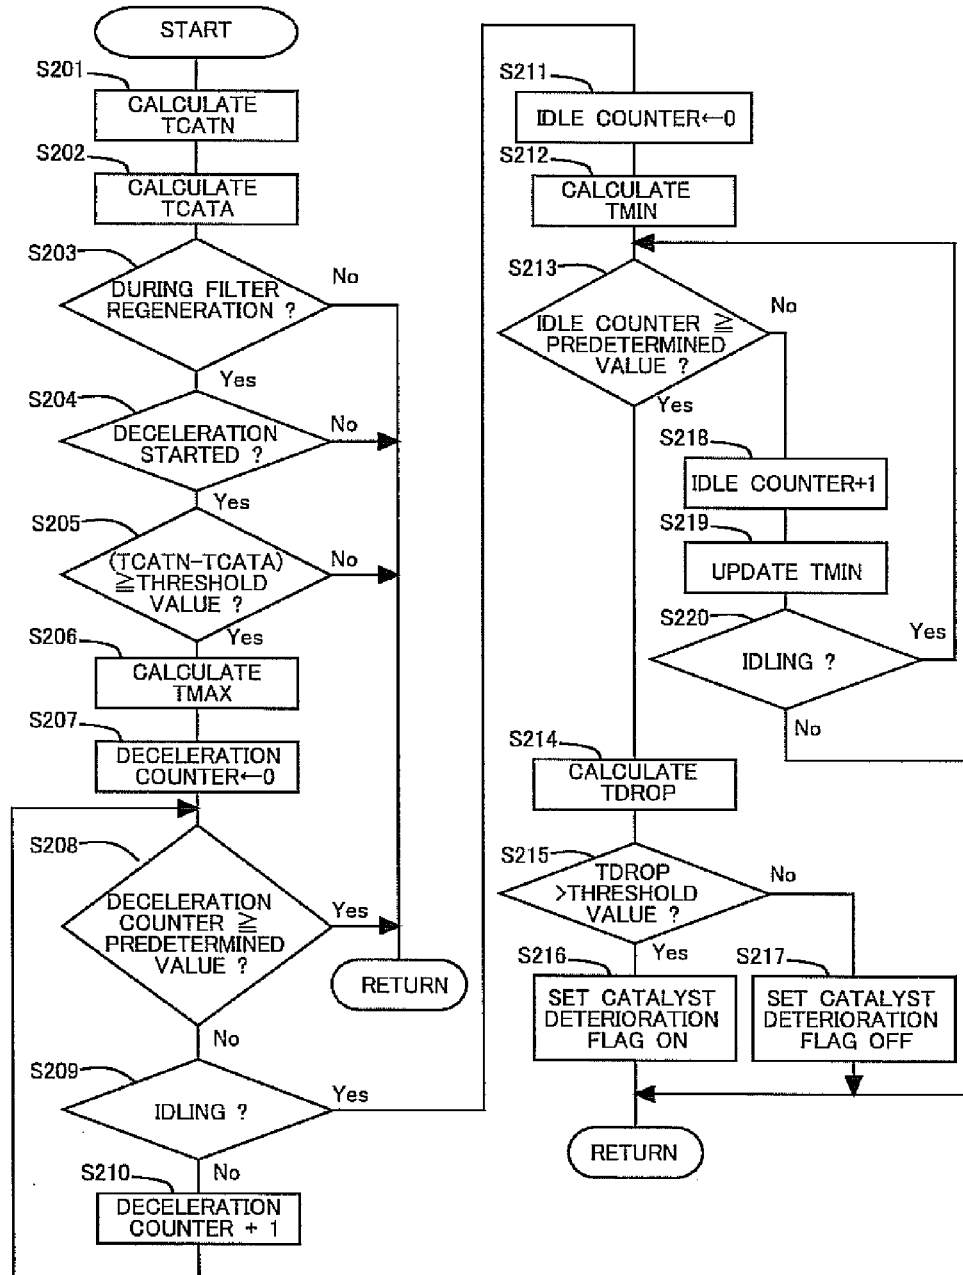 START
S201
CALCULATE
TCATN
S202
CALCULATE
TCATA
S203
DURING FILTER
REGENERATION ?
No
Yes
S204
DECELERATION
STARTED ?
No
Yes
S205
(TCATN-TCATA)
≧THRESHOLD
VALUE ?
No
Yes
S206
CALCULATE
TMAX
S207
DECELERATION
COUNTER←0
S208
DECELERATION
COUNTER ≧
PREDETERMINED
VALUE ?
Yes
RETURN
No
S209
IDLING ?
Yes
No
S210
DECELERATION
COUNTER + 1
S211
IDLE COUNTER←0
S212
CALCULATE
TMIN
S213
IDLE COUNTER ≧
PREDETERMINED
VALUE ?
No
Yes
S218
IDLE COUNTER+1
S219
UPDATE TMIN
S220
IDLING ?
Yes
No
S214
CALCULATE
TDROP
S215
TDROP
>THRESHOLD
VALUE ?
No
Yes
S216
SET CATALYST
DETERIORATION
FLAG ON
S217
SET CATALYST
DETERIORATION
FLAG OFF
RETURN